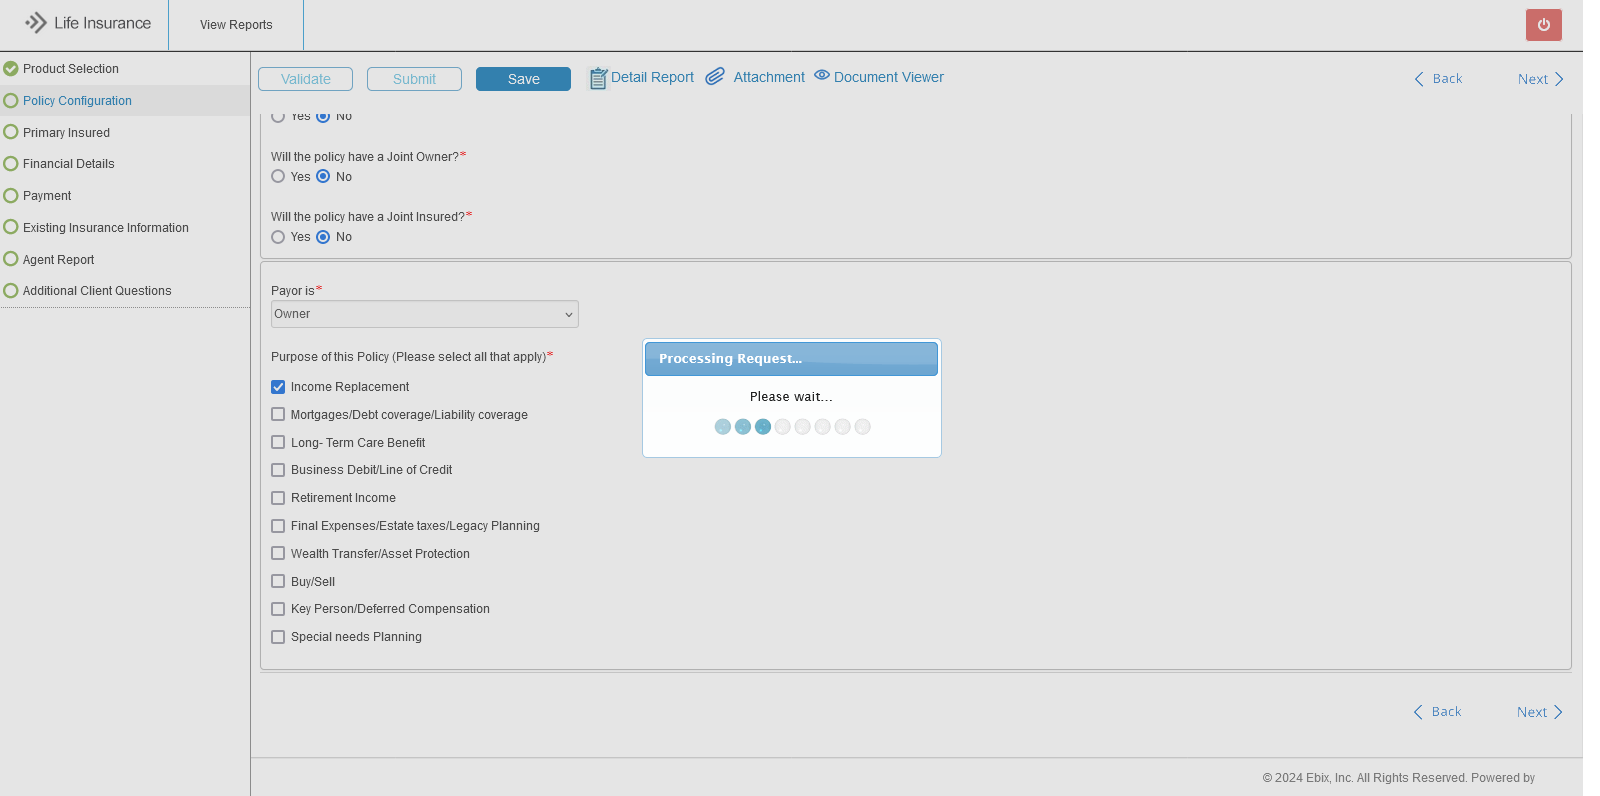 Life Insurance
View Reports
Product Selection
Policy Configuration
Primary Insured
Financial Details
Payment
Existing Insurance Information
Agent Report
Additional Client Questions
Validate
Submit
Save
Detail Report
Attachment
Document Viewer
Back
Next
Yes No
Will the policy have a Joint Owner?*
Yes No
Will the policy have a Joint Insured?*
Yes No
Payor is*
Owner
Purpose of this Policy (Please select all that apply)*
Income Replacement
Mortgages/Debt coverage/Liability coverage
Long- Term Care Benefit
Business Debit/Line of Credit
Retirement Income
Final Expenses/Estate taxes/Legacy Planning
Wealth Transfer/Asset Protection
Buy/Sell
Key Person/Deferred Compensation
Special needs Planning
Processing Request...
Please wait...
Back
Next
© 2024 Ebix, Inc. All Rights Reserved. Powered by